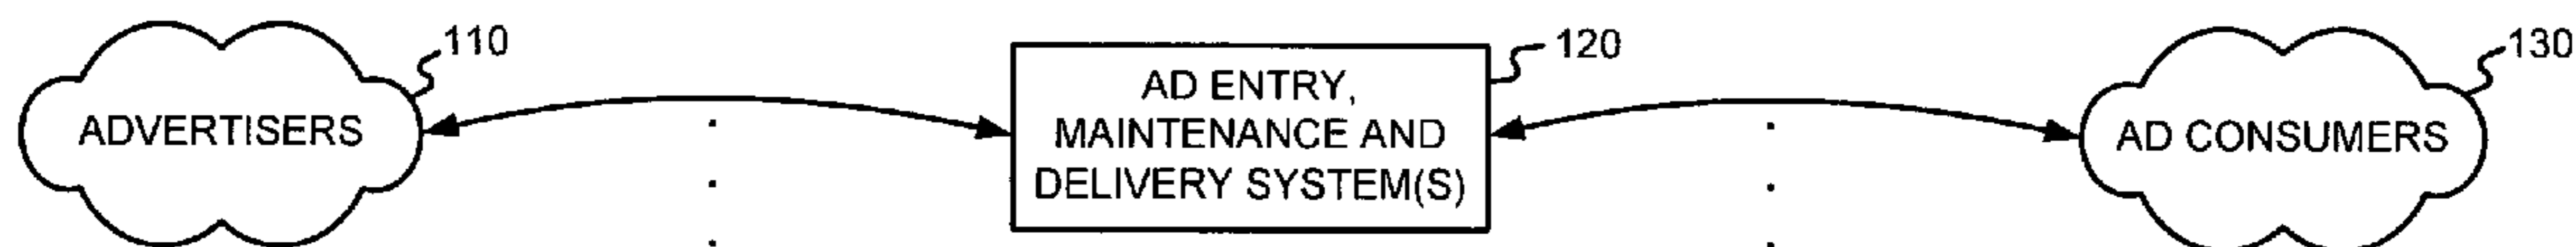 110
ADVERTISERS
120
AD ENTRY,
MAINTENANCE AND
DELIVERY SYSTEM(S)
130
AD CONSUMERS